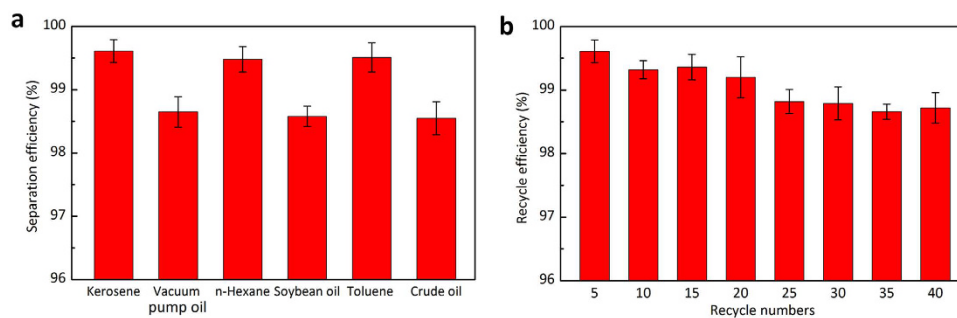 a
100
99
98
97
96
Separation efficiency (%)
Kerosene Vacuum n-Hexane Soybean oil Toluene Crude oil
pump oil
b
100
99
98
97
96
Recycle efficiency (%)
5 10 15 20 25 30 35 40
Recycle numbers